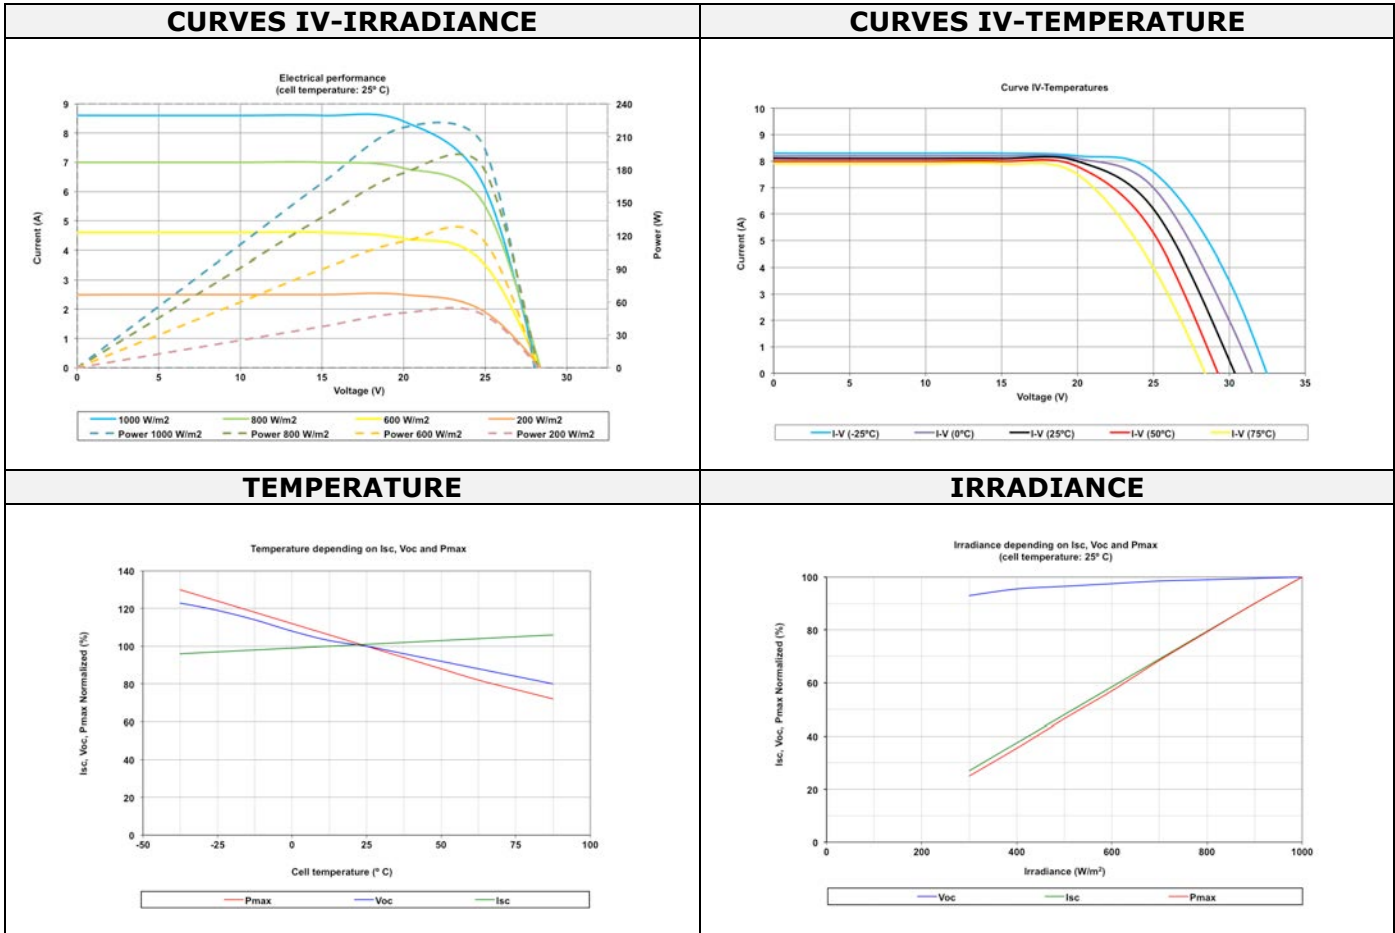 CURVES IV-IRRADIANCE
Electrical performance
(cell temperature: 25º C)
9
8
7
6
5
4
3
2
1
0
Current (A)
240
210
180
150
120
90
60
30
0
Power (W)
0 5 10 15 20 25 30
Voltage (V)
1000 W/m2 800 W/m2 600 W/m2 200 W/m2
Power 1000 W/m2 Power 800 W/m2 Power 600 W/m2 Power 200 W/m2
CURVES IV-TEMPERATURE
Curve IV-Temperatures
10
9
8
7
6
5
4
3
2
1
0
Current (A)
0 5 10 15 20 25 30 35
Voltage (V)
I-V (-25ºC) I-V (0ºC) I-V (25ºC) I-V (50ºC) I-V (75ºC)
TEMPERATURE
Temperature depending on Isc, Voc and Pmax
140
120
100
80
60
40
20
0
Isc, Voc, Pmax Normalized (%)
-50 -25 0 25 50 75 100
Cell temperature (º C)
Pmax Voc Isc
IRRADIANCE
Irradiance depending on Isc, Voc and Pmax
(cell temperature: 25º C)
100
80
60
40
20
0
Isc, Voc, Pmax Normalized (%)
0 200 400 600 800 1000
Irradiance (W/m²)
Voc Isc Pmax